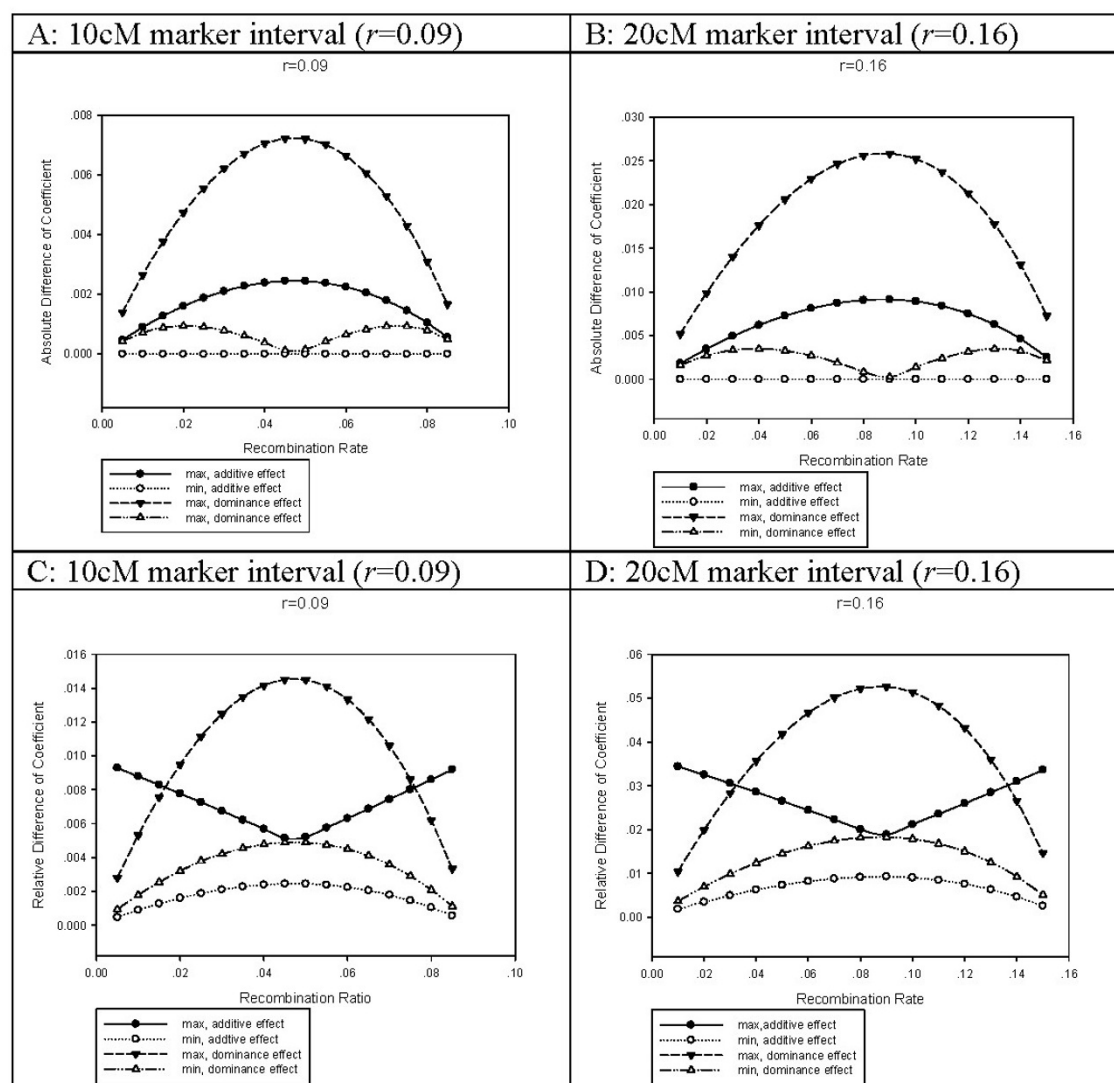 A: 10cM marker interval (r=0.09)
r=0.09
.008
.006
.004
.002
0.000
Absolute Difference of Coefficient
0.00
.02
.04
.06
.08
.10
Recombination Rate
max, additive effect
min, additive effect
max, dominance effect
max, dominance effect
B: 20cM marker interval (r=0.16)
r=0.16
.030
.025
.020
.015
.010
.005
0.000
Absolute Difference of Coefficient
0.00
.02
.04
.06
.08
.10
.12
.14
.16
Recombination Rate
max, additive effect
min, additive effect
max, dominance effect
min, dominance effect
C: 10cM marker interval (r=0.09)
r=0.09
.016
.014
.012
.010
.008
.006
.004
.002
0.000
Relative Difference of Coefficient
0.00
.02
.04
.06
.08
.10
Recombination Ratio
max, additive effect
min, addtive effect
max, dominance effect
min, dominance effect
D: 20cM marker interval (r=0.16)
r=0.16
.06
.05
.04
.03
.02
.01
0.00
Relative Difference of Coefficient
0.00
.02
.04
.06
.08
.10
.12
.14
.16
Recombination Rate
max,additive effect
min, additive effect
max, dominance effect
min, dominance effect